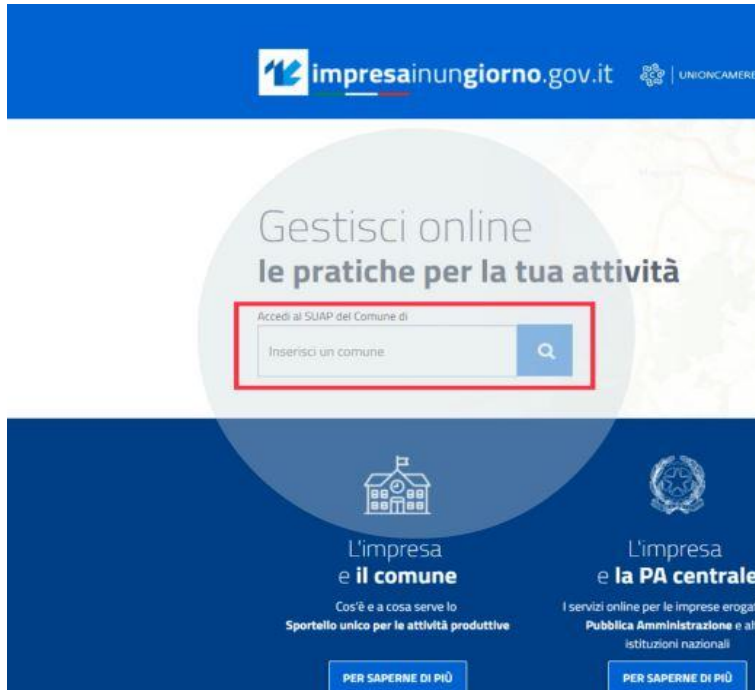 impresainungiorno.gov.it
UNIONCAMERE
Gestisci online
le pratiche per la tua attività
Accedi al SUAP del Comune di
Inserisci un comune
L'impresa
e il comune
Cos'è e a cosa serve lo
Sportello unico per le attività produttive
PER SAPERNE DI PIÙ
L'impresa
e la PA centrale
I servizi online per le imprese erogat
Pubblica Amministrazione e al
istituzioni nazionali
PER SAPERNE DI PIÙ